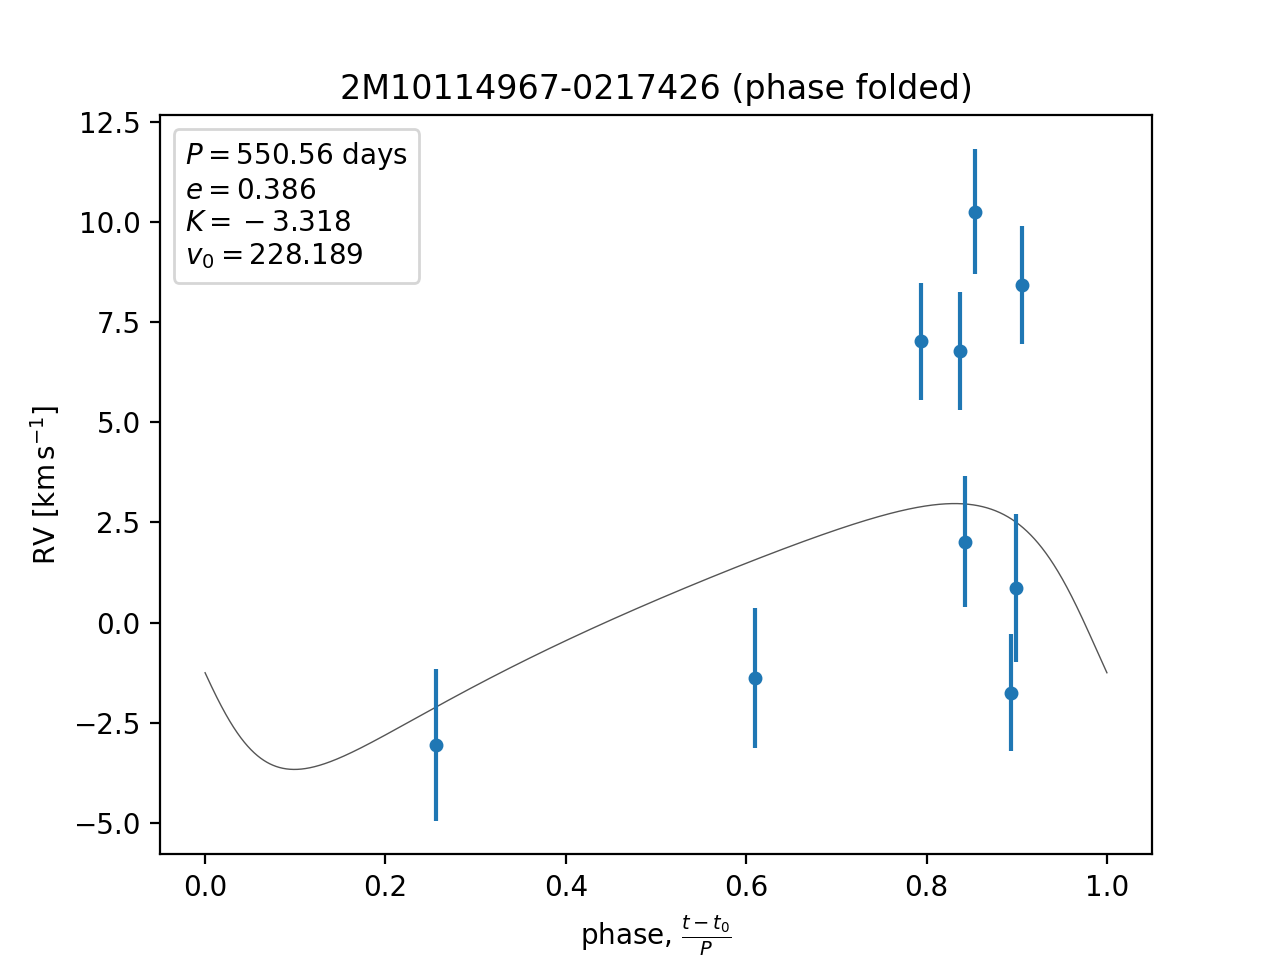 2M10114967-0217426 (phase folded)
P = 550.56 days
e = 0.386
K = −3.318
v₀ = 228.189
12.5
10.0
7.5
5.0
2.5
0.0
−2.5
−5.0
RV [km s⁻¹]
0.0 0.2 0.4 0.6 0.8 1.0
phase, (t − t₀)/P